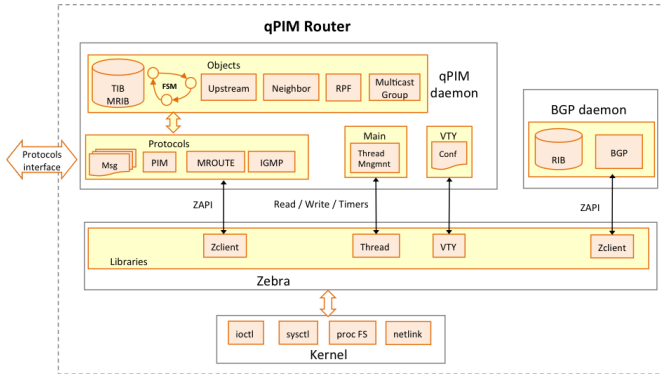 qPIM Router
Objects
TIB
MRIB
FSM
Upstream
Neighbor
RPF
Multicast
Group
qPIM
daemon
Protocols
interface
Protocols
Msg
PIM
MROUTE
IGMP
Main
Thread
Mngmnt
VTY
Conf
BGP daemon
RIB
BGP
ZAPI
Read / Write / Timers
ZAPI
Zclient
Thread
VTY
Zclient
Libraries
Zebra
ioctl
sysctl
proc FS
netlink
Kernel